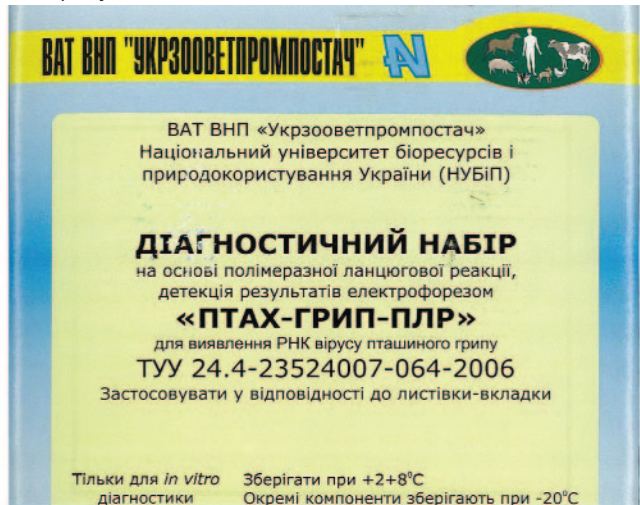 ВАТ ВНП "УКРЗООВЕТПРОМПОСТАЧ"
ВАТ ВНП «Укрзооветпромпостач»
Національний університет біоресурсів і
природокористування України (НУБіП)
ДІАГНОСТИЧНИЙ НАБІР
на основі полімеразної ланцюгової реакції,
детекція результатів електрофорезом
«ПТАХ-ГРИП-ПЛР»
для виявлення РНК вірусу пташиного грипу
ТУУ 24.4-23524007-064-2006
Застосовувати у відповідності до листівки-вкладки
Тільки для in vitro Зберігати при +2+8°С
діагностики Окремі компоненти зберігають при -20°С